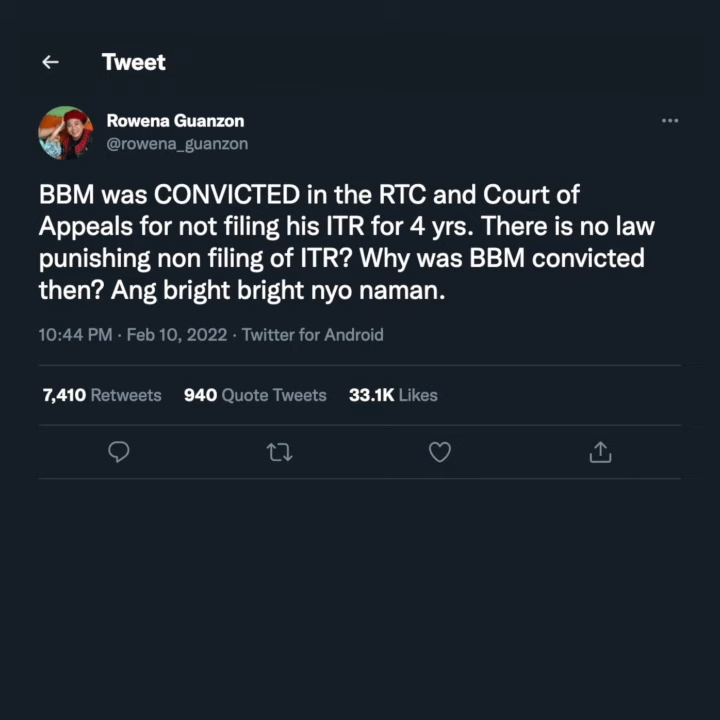 Tweet
Rowena Guanzon
@rowena_guanzon
BBM was CONVICTED in the RTC and Court of
Appeals for not filing his ITR for 4 yrs. There is no law
punishing non filing of ITR? Why was BBM convicted
then? Ang bright bright nyo naman.
10:44 PM · Feb 10, 2022 · Twitter for Android
7,410 Retweets 940 Quote Tweets 33.1K Likes